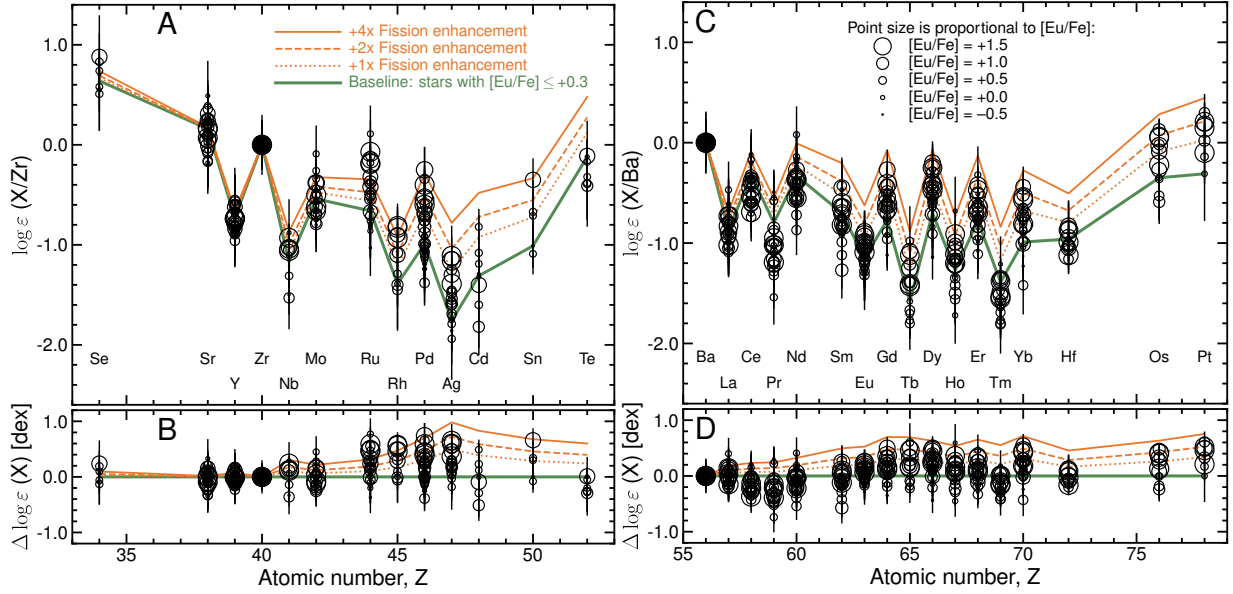 A
+4x Fission enhancement
+2x Fission enhancement
+1x Fission enhancement
Baseline: stars with [Eu/Fe] ≤ +0.3
1.0
0.0
-1.0
-2.0
log ε (X/Zr)
Se Sr Zr Mo Ru Pd Cd Sn Te
Y Nb Rh Ag
B
1.0
0.0
-1.0
Δ log ε (X) [dex]
35 40 45 50
Atomic number, Z
C
Point size is proportional to [Eu/Fe]:
[Eu/Fe] = +1.5
[Eu/Fe] = +1.0
[Eu/Fe] = +0.5
[Eu/Fe] = +0.0
[Eu/Fe] = −0.5
1.0
0.0
-1.0
-2.0
log ε (X/Ba)
Ba Ce Nd Sm Gd Dy Er Yb Hf Os Pt
La Pr Eu Tb Ho Tm
D
1.0
0.0
-1.0
Δ log ε (X) [dex]
55 60 65 70 75
Atomic number, Z